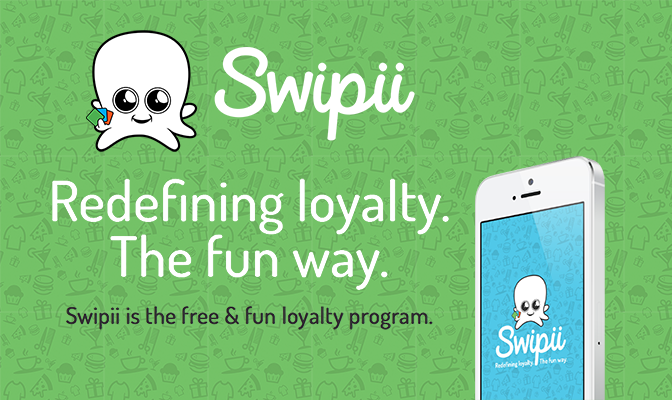 Swipii
Redefining loyalty.
The fun way.
Swipii is the free & fun loyalty program.
Swipii
Redefining loyalty. The fun way.